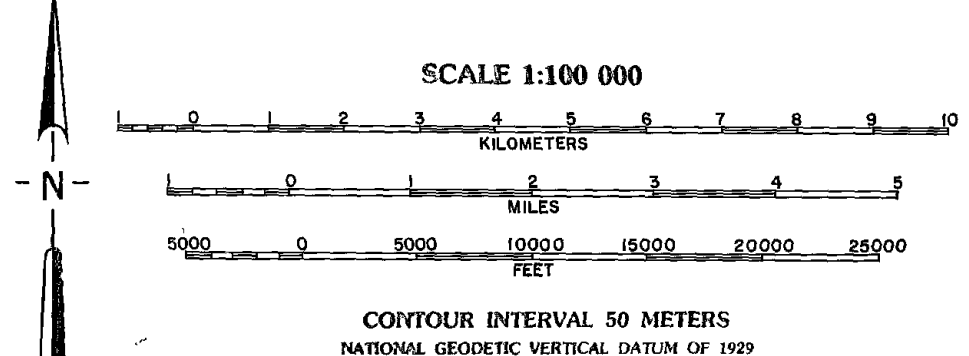 SCALE 1:100 000
1 0 1 2 3 4 5 6 7 8 9 10
KILOMETERS
- N -
1 0 1 2 3 4 5
MILES
5000 0 5000 10000 15000 20000 25000
FEET
CONTOUR INTERVAL 50 METERS
NATIONAL GEODETIC VERTICAL DATUM OF 1929